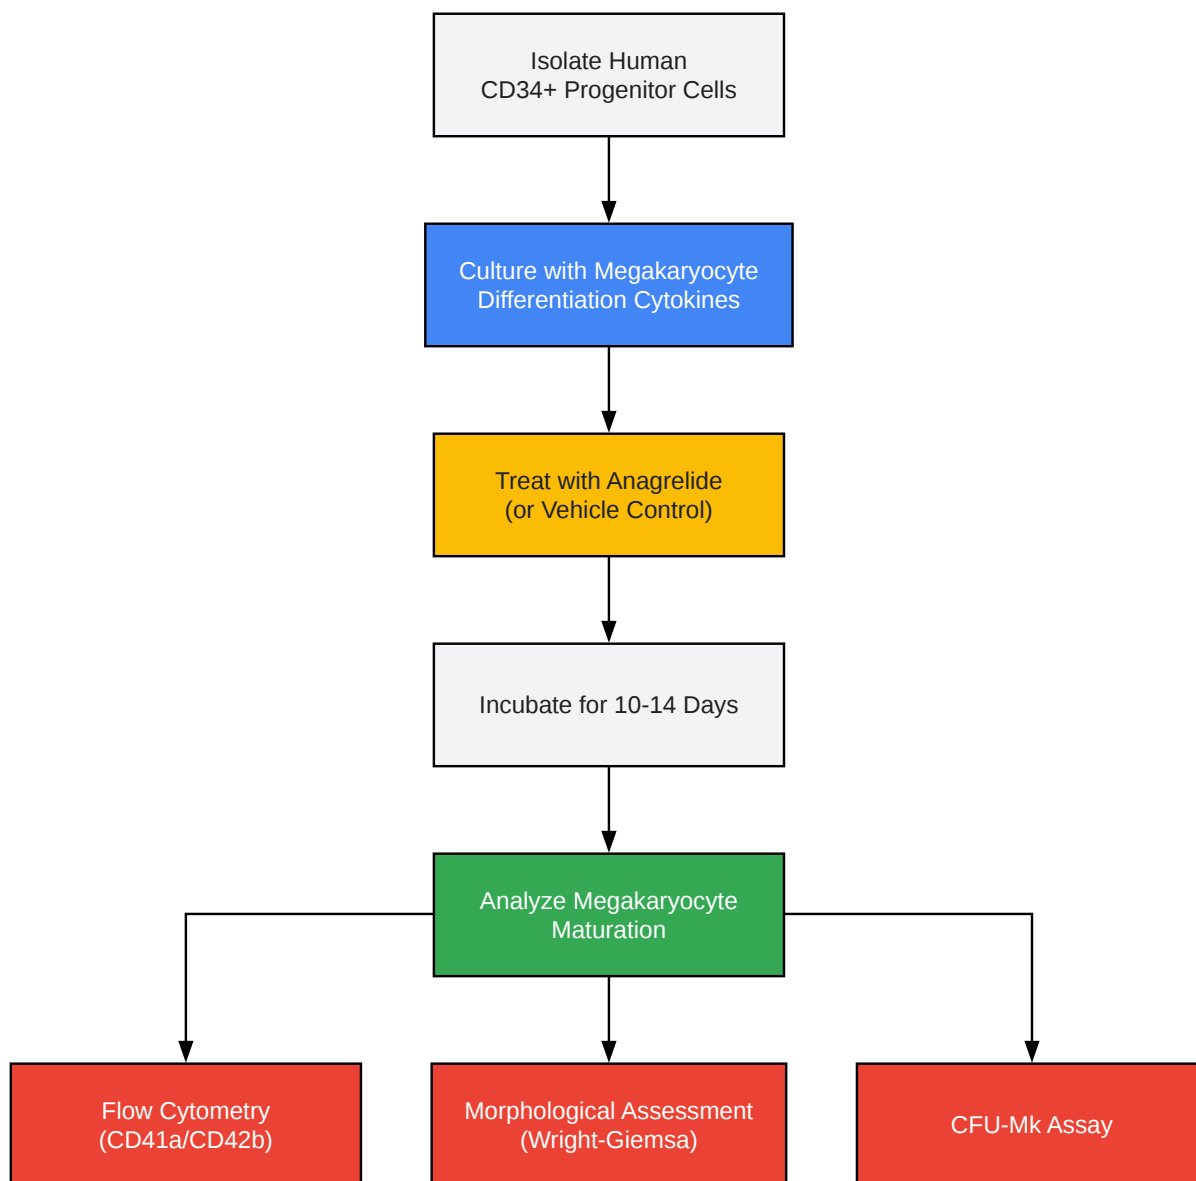 Isolate Human
CD34+ Progenitor Cells
Culture with Megakaryocyte
Differentiation Cytokines
Treat with Anagrelide
(or Vehicle Control)
Incubate for 10-14 Days
Analyze Megakaryocyte
Maturation
Flow Cytometry
(CD41a/CD42b)
Morphological Assessment
(Wright-Giemsa)
CFU-Mk Assay